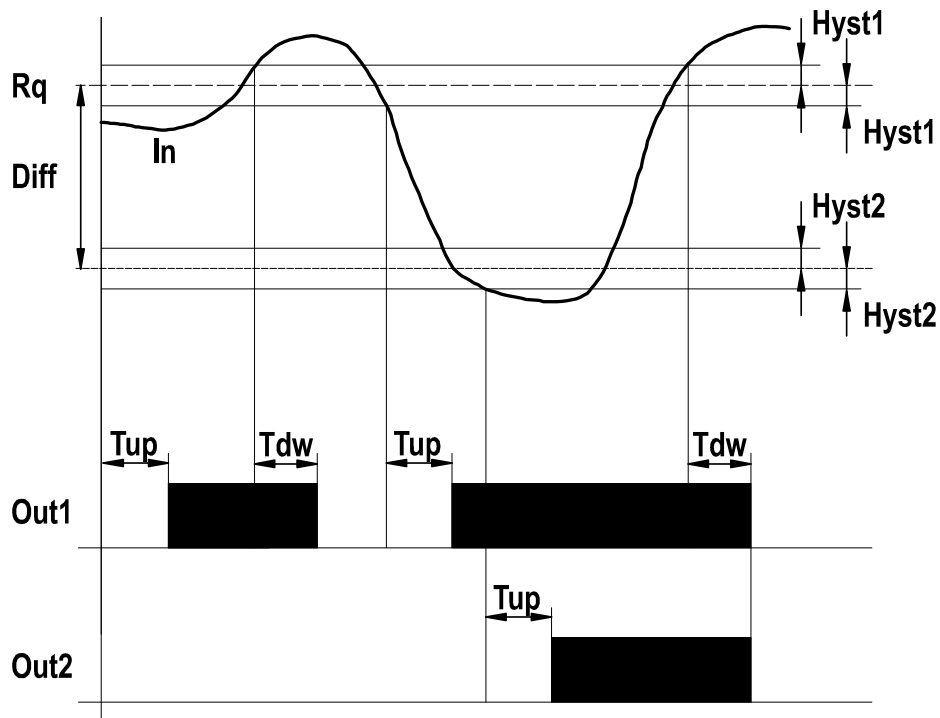 Hyst1
Rq
Hyst1
In
Diff
Hyst2
Hyst2
Tup
Tdw
Tup
Tdw
Out1
Tup
Out2